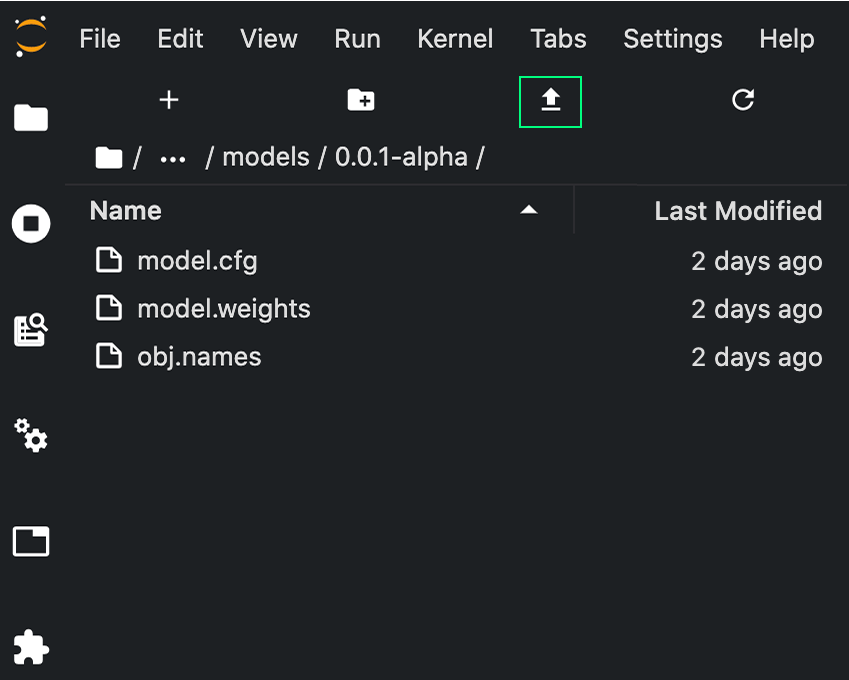 File Edit View Run Kernel Tabs Settings Help
/ ... / models / 0.0.1-alpha /
Name Last Modified
model.cfg 2 days ago
model.weights 2 days ago
obj.names 2 days ago